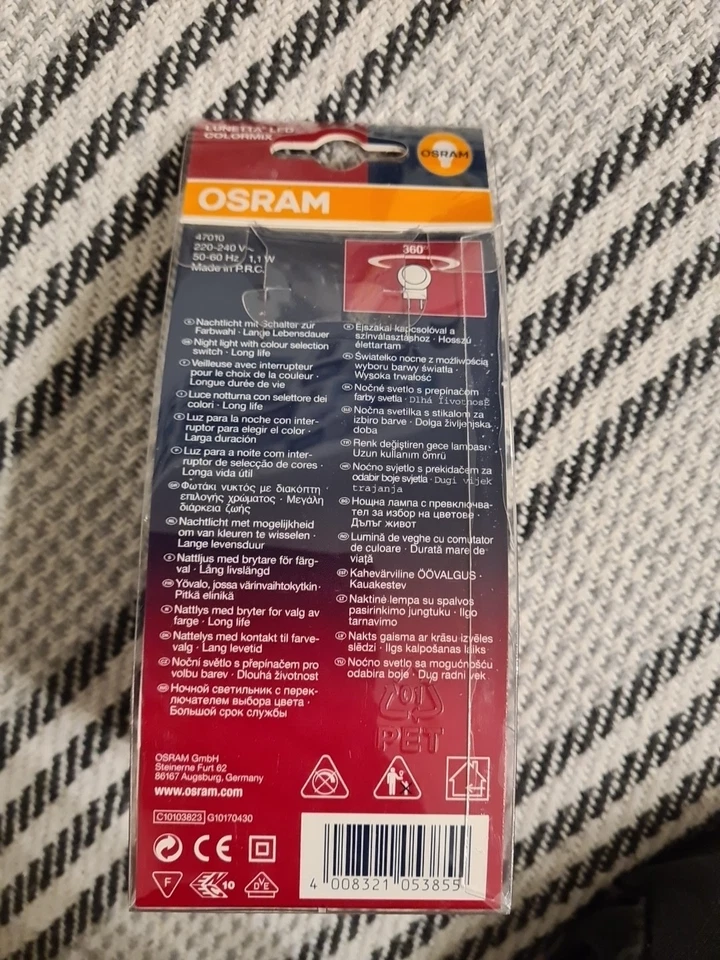 LUNETTA® LED
COLORMIX
OSRAM
OSRAM
47010
220-240 V~
50-60 Hz 1,1 W
Made in P.R.C.
360°
Nachtlicht mit Schalter zur
Farbwahl · Lange Lebensdauer
Night light with colour selection
switch · Long life
Veilleuse avec interrupteur
pour le choix de la couleur ·
Longue durée de vie
Luce notturna con selettore dei
colori · Long life
Luz para la noche con inter-
ruptor para elegir el color ·
Larga duración
Luz para a noite com inter-
ruptor de selecção de cores ·
Longa vida útil
Φωτάκι νυκτός με διακόπτη
επιλογής χρώματος · Μεγάλη
διάρκεια ζωής
Nachtlicht met mogelijkheid
om van kleuren te wisselen ·
Lange levensduur
Nattljus med brytare för färg-
val · Lång livslängd
Yövalo, jossa värinvaihtokytkin ·
Pitkä elinikä
Nattlys med bryter for valg av
farge · Long life
Nattelys med kontakt til farve-
valg · Lang levetid
Noční světlo s přepínačem pro
volbu barev · Dlouhá životnost
Ночной светильник с перек-
лючателем выбора цвета ·
Большой срок службы
Éjszakai kapcsolóval a
színválasztáshoz · Hosszú
élettartam
Światełko nocne z możliwością
wyboru barwy światła ·
Wysoka trwałość
Nočné svetlo s prepínačom
farby svetla · Dlhá životnosť
Nočna svetilka s stikalom za
izbiro barve · Dolga življenjska
doba
Renk değiştiren gece lambası ·
Uzun kullanım ömrü
Noćno svjetlo s prekidačem za
odabir boje svjetla · Dugi vijek
trajanja
Нощна лампа с превключва-
тел за избор на цветове ·
Дълъг живот
Lumină de veghe cu comutator
de culoare · Durată mare de
viaţă
Kahevärviline ÖÖVALGUS ·
Kauakestev
Naktinė lempa su spalvos
pasirinkimo jungtuku · Ilgo
tarnavimo
Nakts gaisma ar krāsu izvēles
slēdzi · Ilgs kalpošanas laiks
Noćno svetlo sa mogućnošću
odabira boje · Dug radni vek
01
PET
OSRAM GmbH
Steinerne Furt 62
86167 Augsburg, Germany
www.osram.com
C10103823 G10170430
CE
F
10
DVE
4 008321 053855